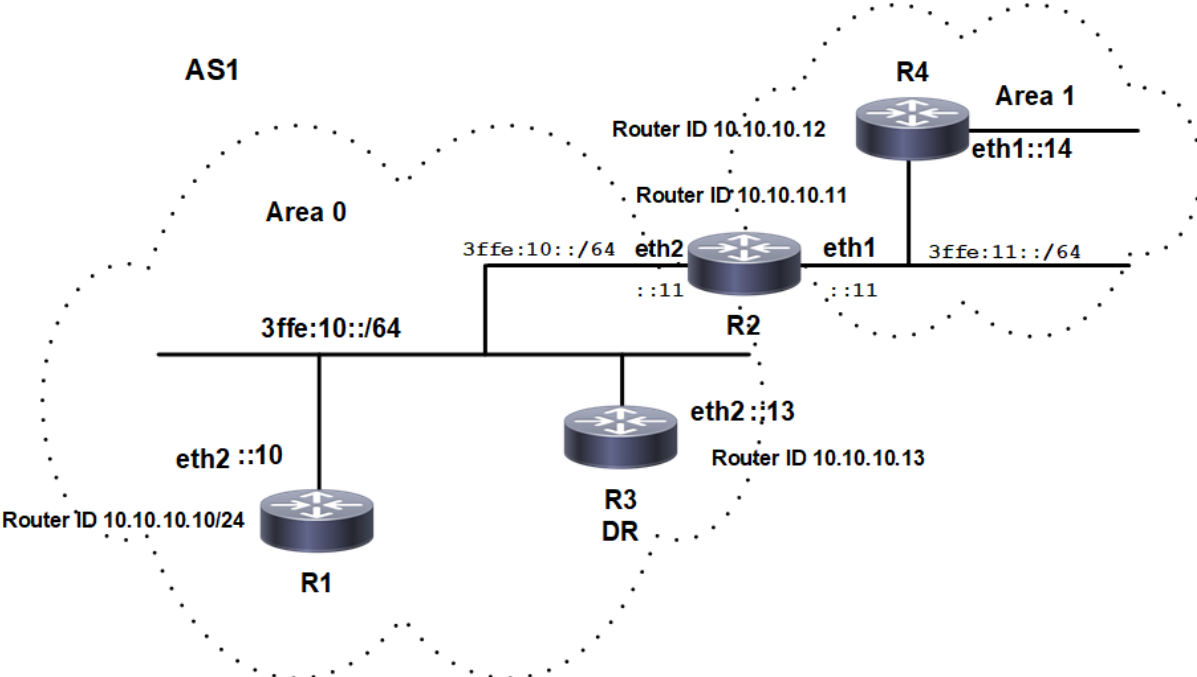 AS1
R4
Area 1
Router ID 10.10.10.12
eth1::14
Router ID 10.10.10.11
Area 0
3ffe:10::/64
eth2
eth1
3ffe:11::/64
::11
::11
R2
3ffe:10::/64
eth2 ::13
eth2 ::10
Router ID 10.10.10.13
R3
DR
Router ID 10.10.10.10/24
R1